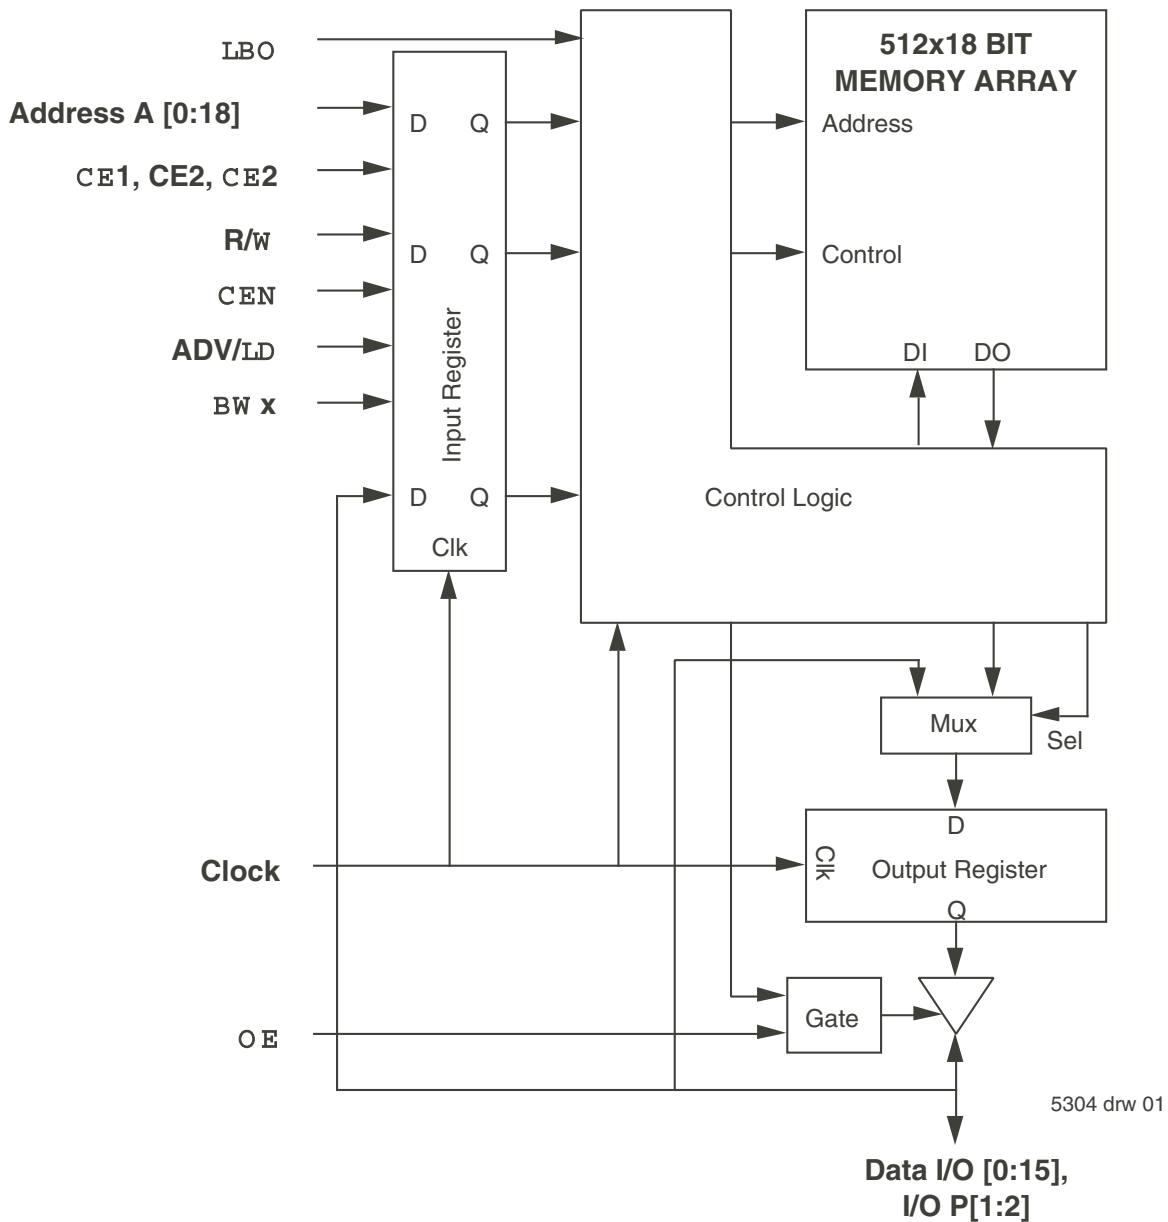 LBO
512x18 BIT
MEMORY ARRAY
Address A [0:18]
D Q
Address
CE1, CE2, CE2
R/W
D Q
Control
CEN
Input Register
ADV/LD
DI DO
BW x
D Q
Control Logic
Clk
Mux
Sel
D
Clock
Clk
Output Register
Q
Gate
OE
5304 drw 01
Data I/O [0:15],
I/O P[1:2]